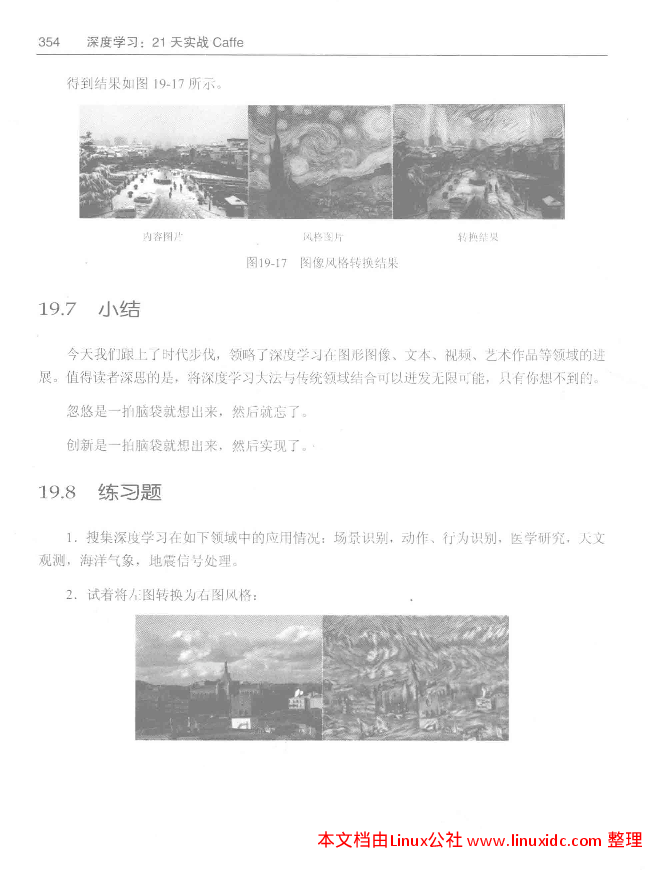 354 深度学习：21 天实战 Caffe
得到结果如图 19-17 所示。
内容图片 风格图片 转换结果
图19-17 图像风格转换结果
19.7 小结
今天我们跟上了时代步伐，领略了深度学习在图形图像、文本、视频、艺术作品等领域的进
展。值得读者深思的是，将深度学习大法与传统领域结合可以迸发无限可能，只有你想不到的。
忽悠是一拍脑袋就想出来，然后就忘了。
创新是一拍脑袋就想出来，然后实现了。
19.8 练习题
1．搜集深度学习在如下领域中的应用情况：场景识别，动作、行为识别，医学研究，天文
观测，海洋气象，地震信号处理。
2．试着将左图转换为右图风格：
本文档由Linux公社 www.linuxidc.com 整理